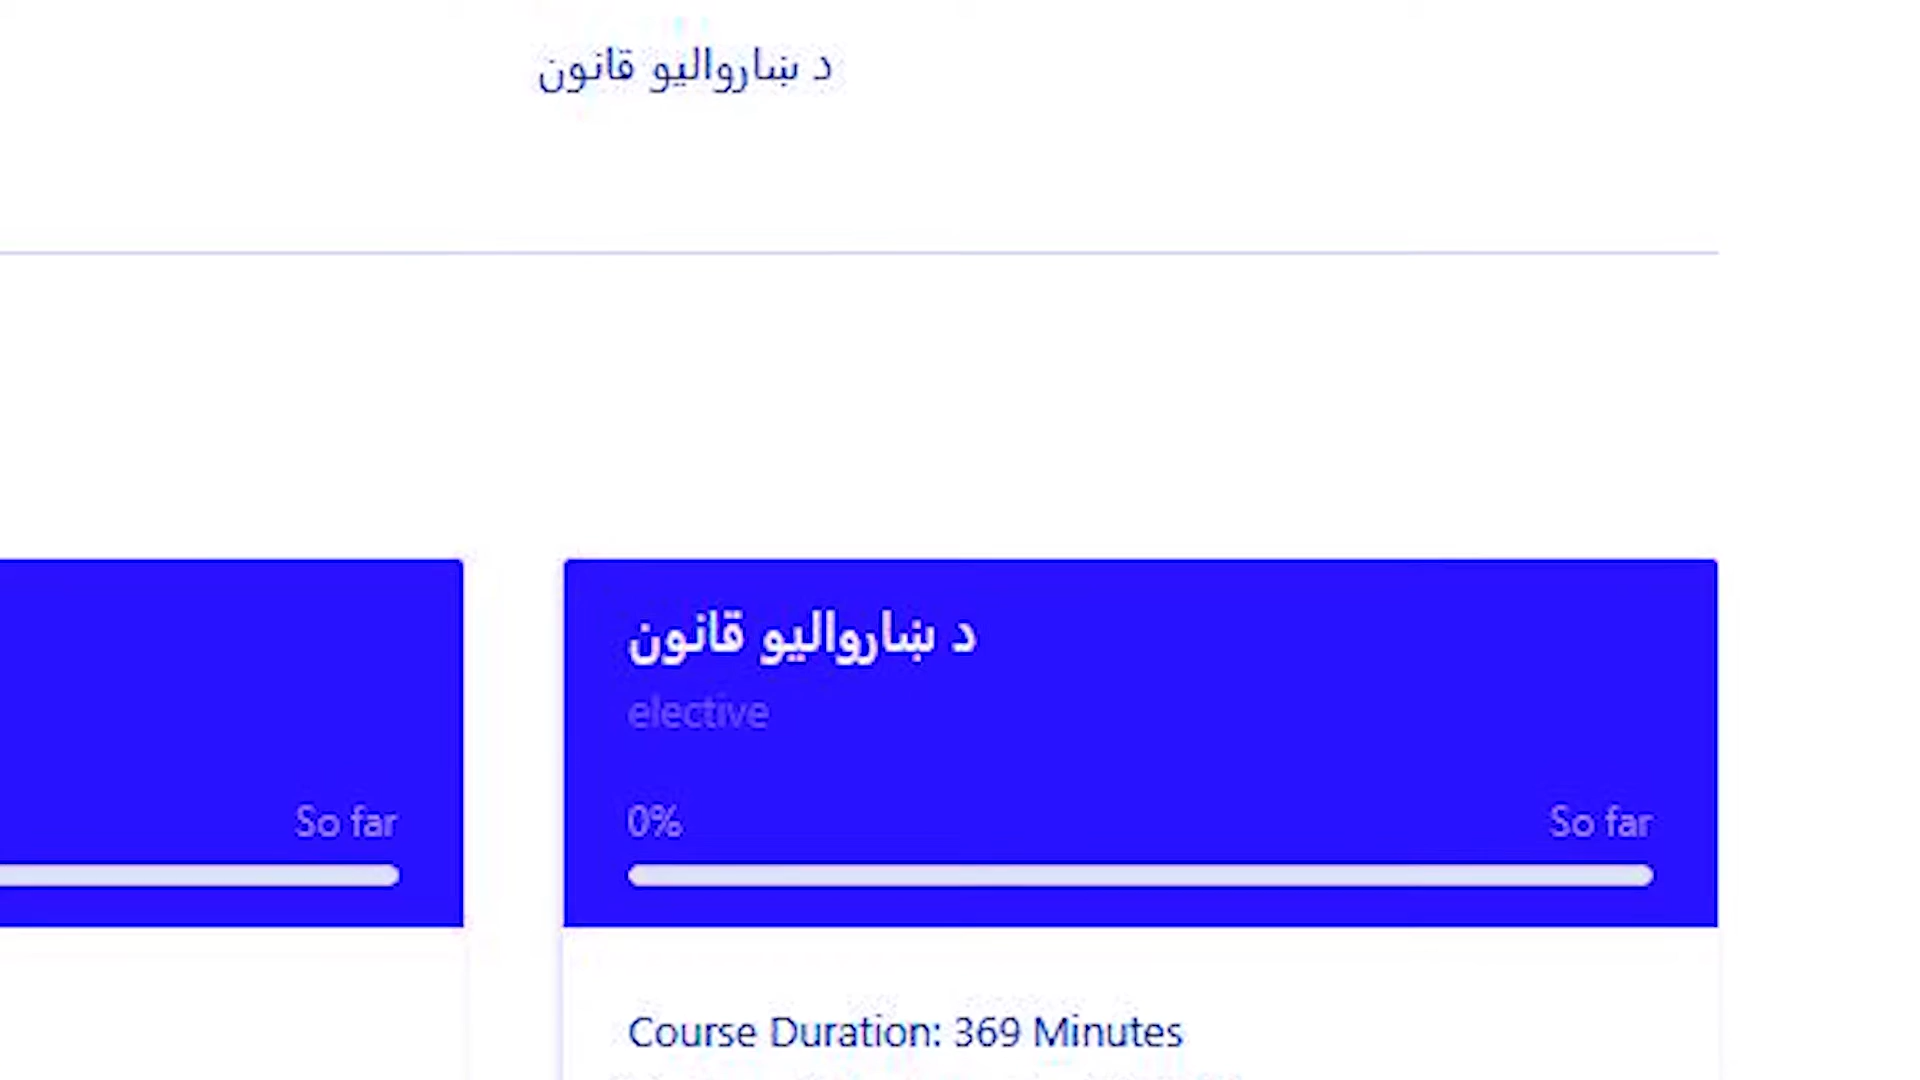 د ښاروالیو قانون
د ښاروالیو قانون
elective
So far
0%
So far
Course Duration: 369 Minutes